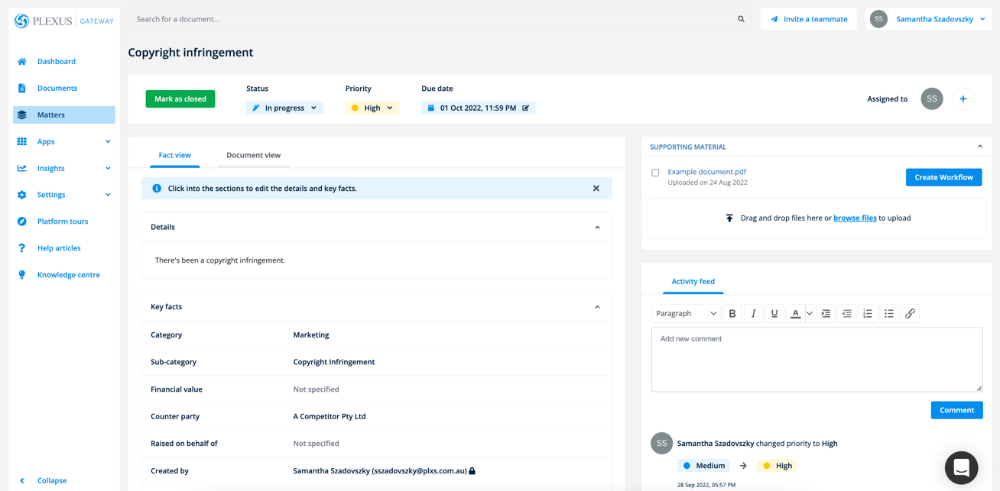 PLEXUS GATEWAY
Search for a document...
Invite a teammate
SS
Samantha Szadovszky
Dashboard
Documents
Matters
Apps
Insights
Settings
Platform tours
Help articles
Knowledge centre
Collapse
Copyright infringement
Mark as closed
Status
In progress
Priority
High
Due date
01 Oct 2022, 11:59 PM
Assigned to
SS
Fact view
Document view
Click into the sections to edit the details and key facts.
Details
There's been a copyright infringement.
Key facts
Category Marketing
Sub-category Copyright Infringement
Financial value Not specified
Counter party A Competitor Pty Ltd
Raised on behalf of Not specified
Created by Samantha Szadovszky (sszadovszky@plxs.com.au)
SUPPORTING MATERIAL
Example document.pdf
Uploaded on 24 Aug 2022
Create Workflow
Drag and drop files here or browse files to upload
Activity feed
Paragraph B I U A
Add new comment
Comment
SS
Samantha Szadovszky changed priority to High
Medium → High
28 Sep 2022, 05:57 PM